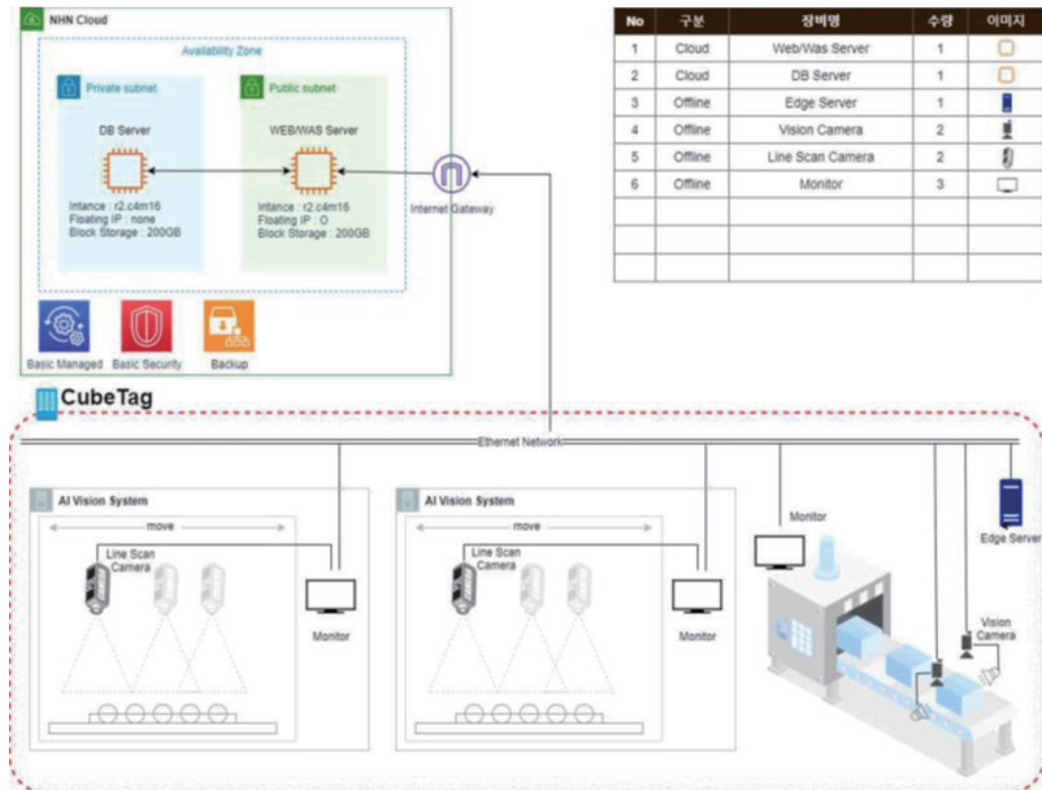 NHN Cloud
Availability Zone
Private subnet
Public subnet
DB Server
WEB/WAS Server
Intance : r2.c4m16
Floating IP : none
Block Storage : 200GB
Intance : r2.c4m16
Floating IP : O
Block Storage : 200GB
Internet Gateway
Basic Managed
Basic Security
Backup
No 구분 장비명 수량 이미지
1 Cloud Web/Was Server 1
2 Cloud DB Server 1
3 Offline Edge Server 1
4 Offline Vision Camera 2
5 Offline Line Scan Camera 2
6 Offline Monitor 3
CubeTag
Ethernet Network
AI Vision System
move
Line Scan
Camera
Monitor
AI Vision System
move
Line Scan
Camera
Monitor
Monitor
Edge Server
Vision
Camera